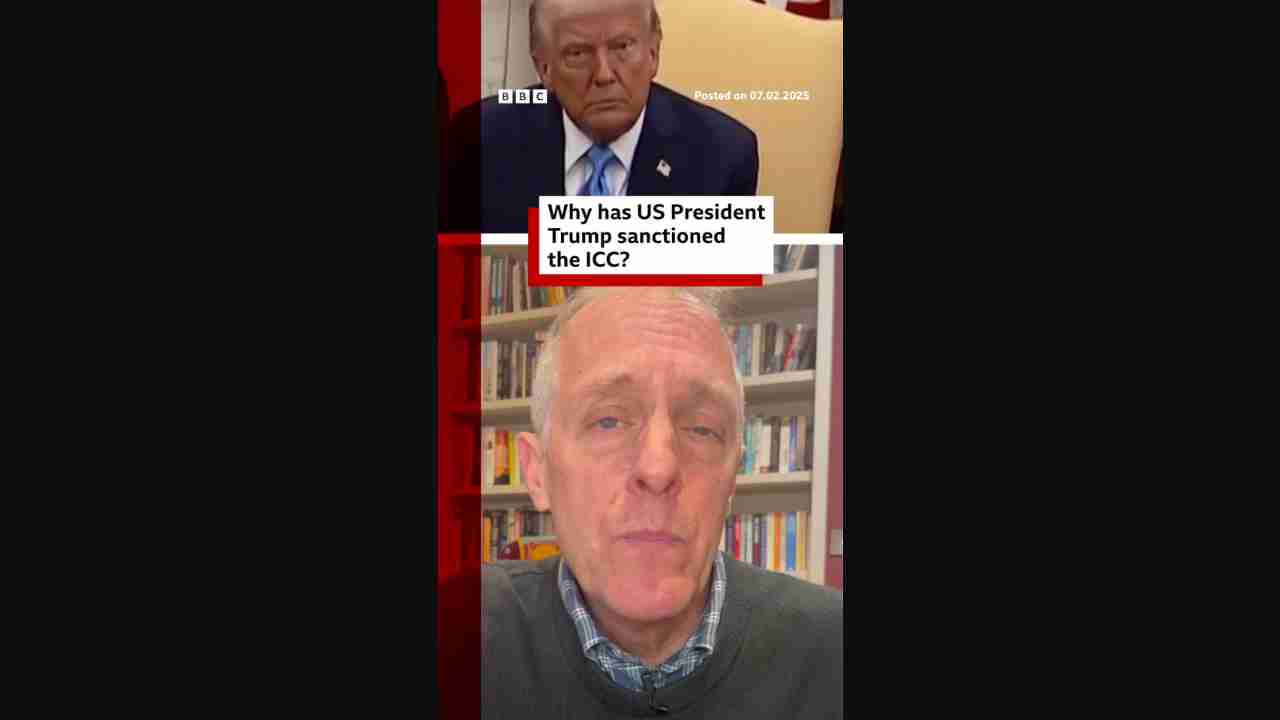 BBC
Posted on 07.02.2025
Why has US President
Trump sanctioned
the ICC?